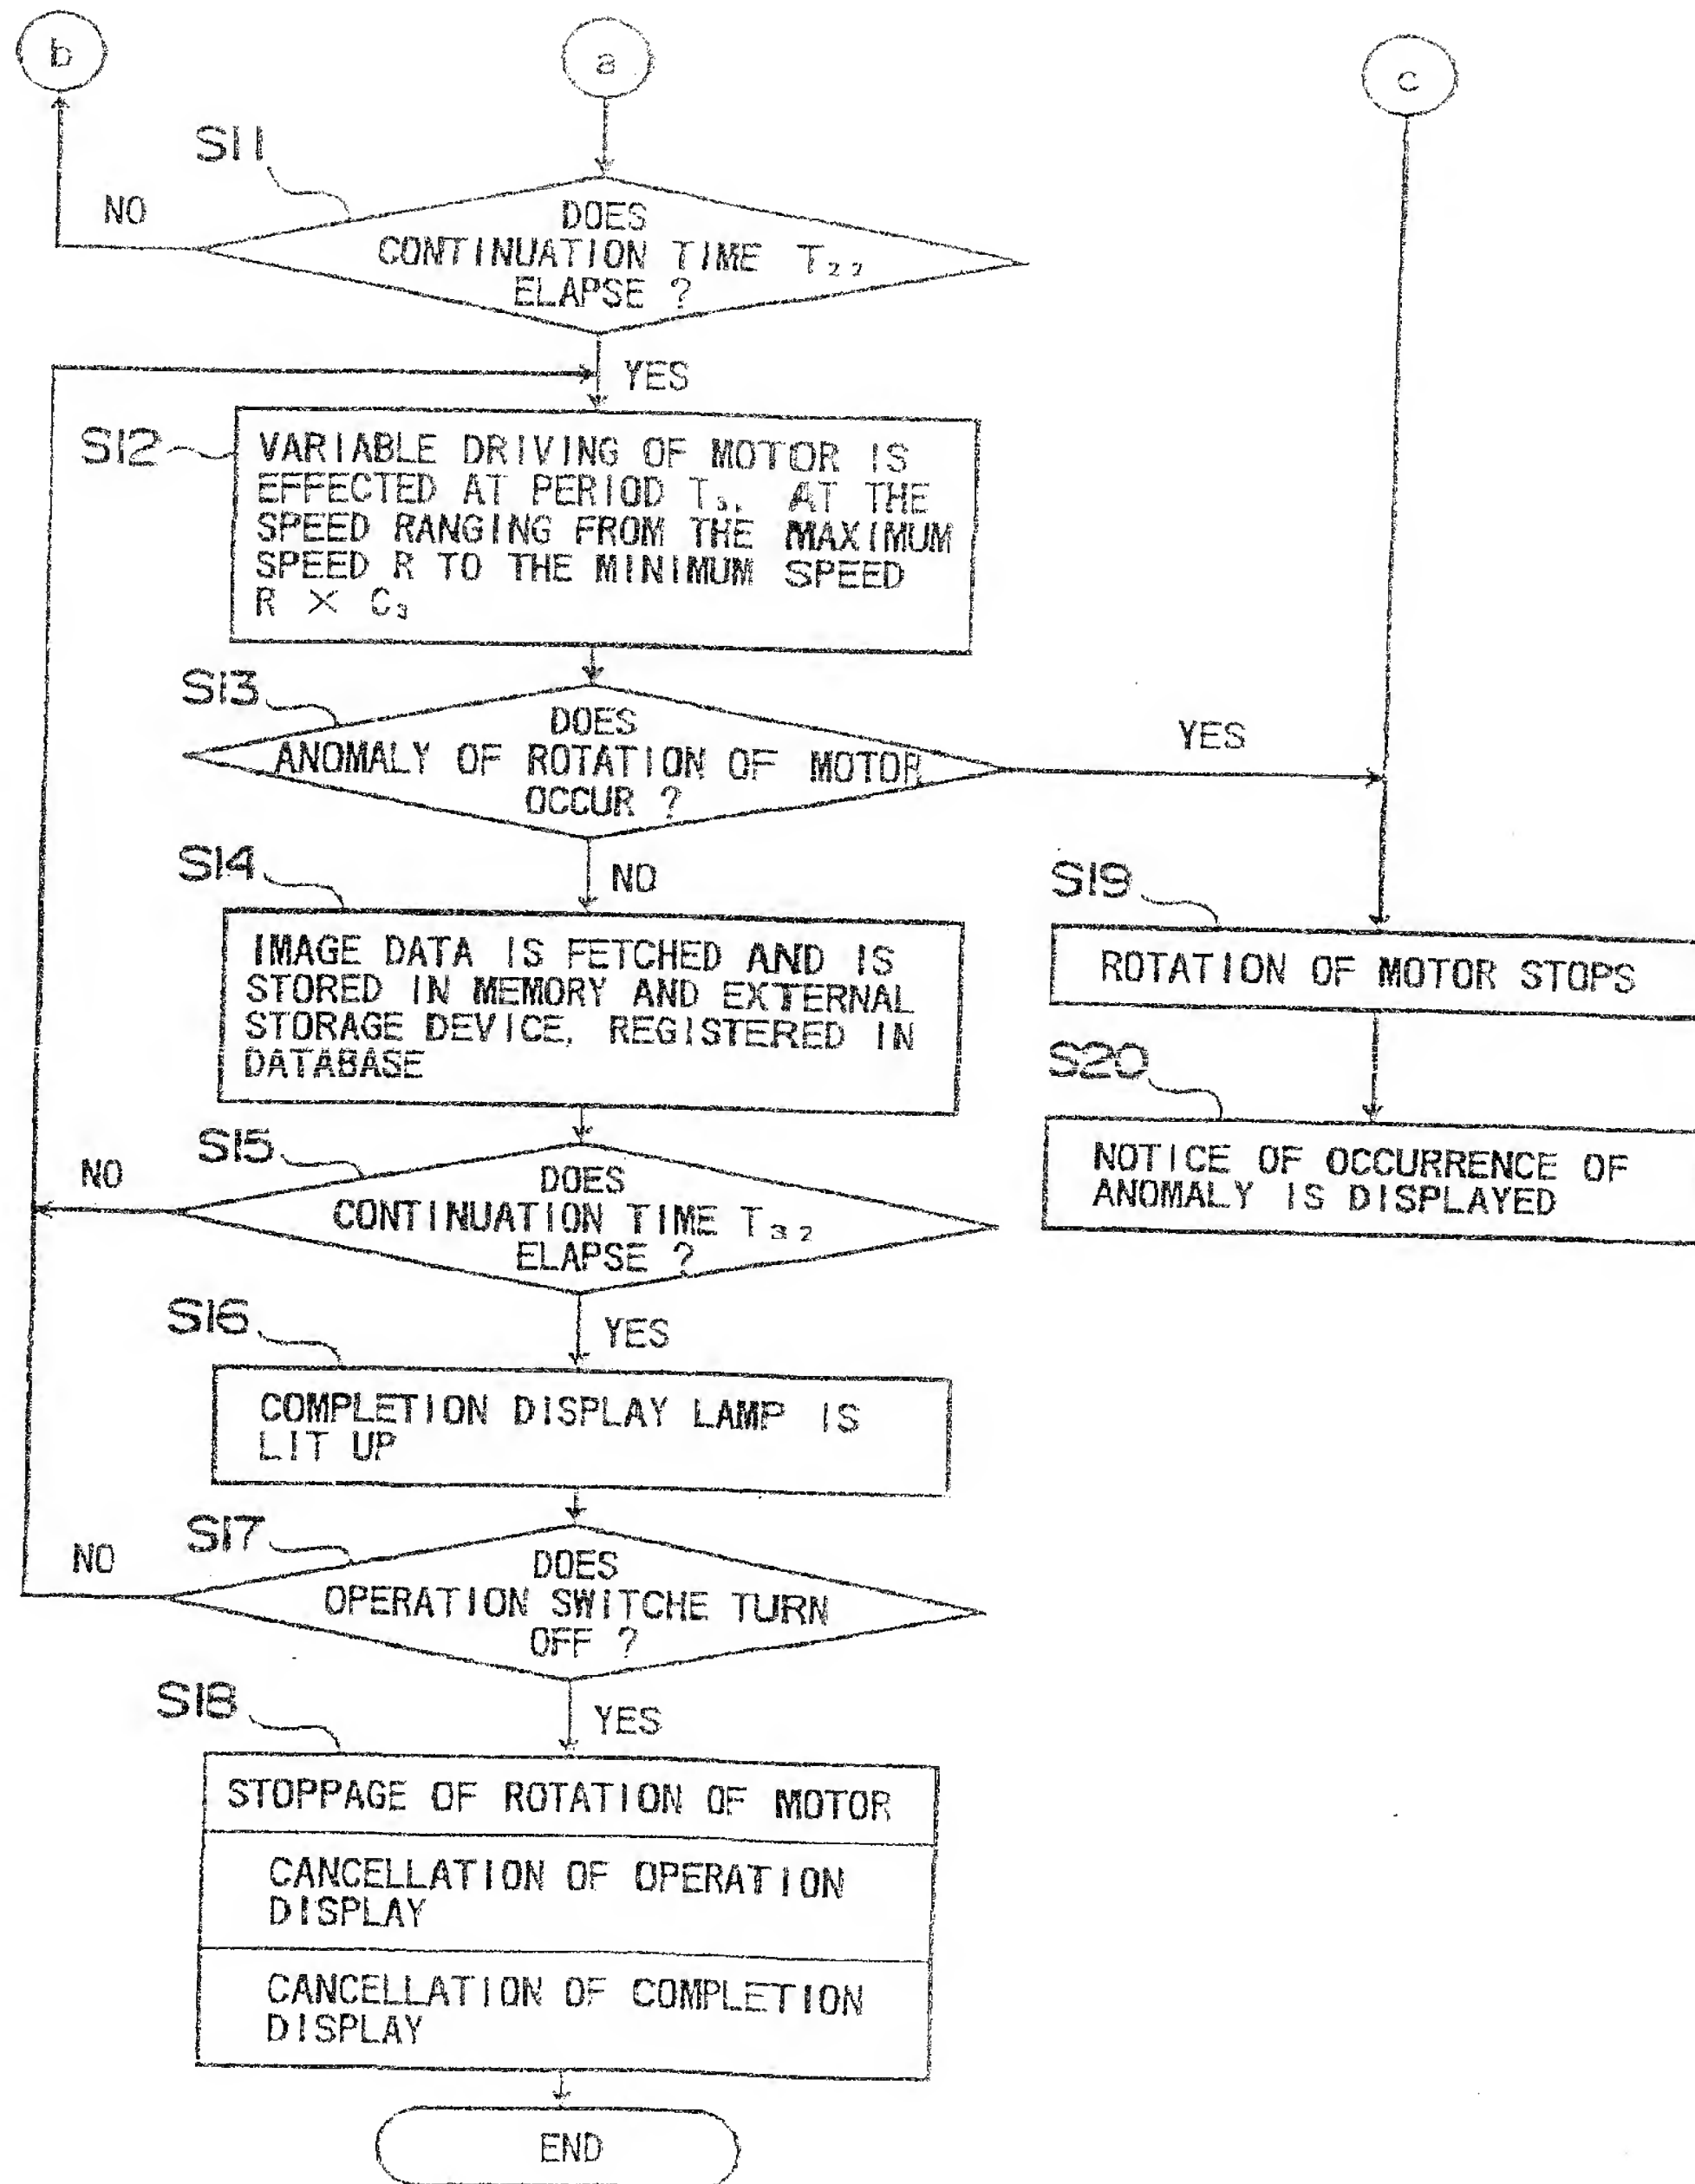 b
a
c
S11
NO
DOES
CONTINUATION TIME T₂₂
ELAPSE ?
YES
S12
VARIABLE DRIVING OF MOTOR IS
EFFECTED AT PERIOD
AT THE
SPEED RANGING FROM THE MAXIMUM
SPEED R TO THE MINIMUM SPEED
R × C₃
S13
DOES
ANOMALY OF ROTATION OF MOTOR
OCCUR ?
YES
NO
S14
IMAGE DATA IS FETCHED AND IS
STORED IN MEMORY AND EXTERNAL
STORAGE DEVICE, REGISTERED IN
DATABASE
S19
ROTATION OF MOTOR STOPS
S20
NOTICE OF OCCURRENCE OF
ANOMALY IS DISPLAYED
S15
NO
DOES
CONTINUATION TIME T₃₂
ELAPSE ?
YES
S16
COMPLETION DISPLAY LAMP IS
LIT UP
S17
NO
DOES
OPERATION SWITCHE TURN
OFF ?
YES
S18
STOPPAGE OF ROTATION OF MOTOR
CANCELLATION OF OPERATION
DISPLAY
CANCELLATION OF COMPLETION
DISPLAY
END